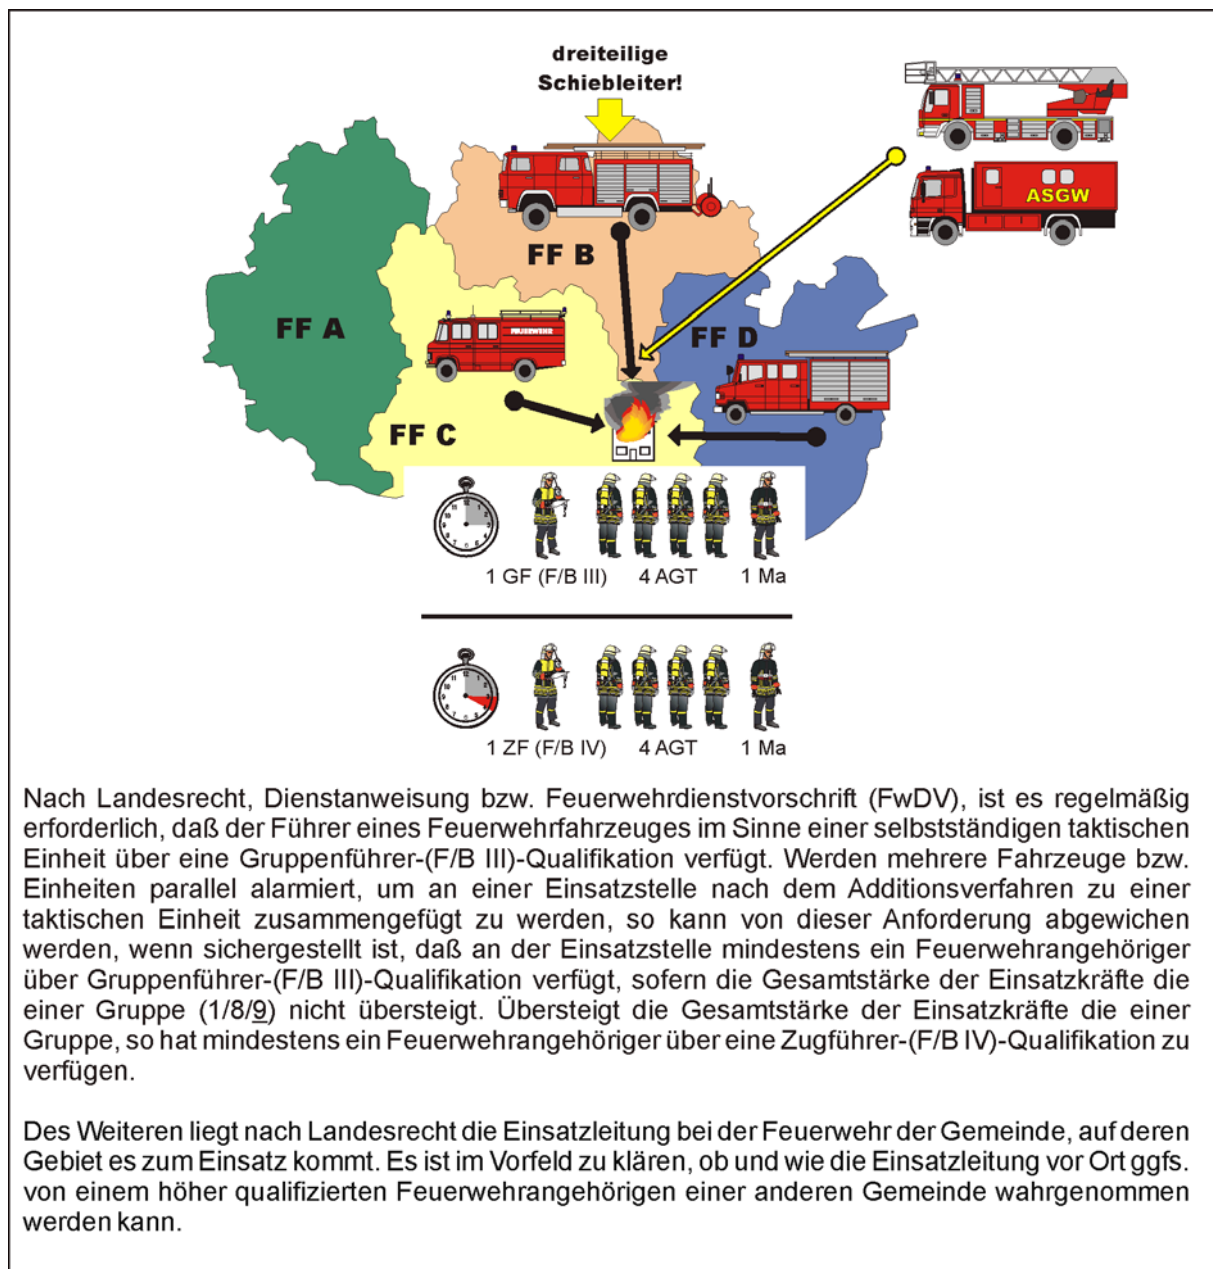 dreiteilige
Schiebleiter!
ASGW
FF B
FF A
FEUERWEHR
FF D
FF C
1 GF (F/B III) 4 AGT 1 Ma
1 ZF (F/B IV) 4 AGT 1 Ma
Nach Landesrecht, Dienstanweisung bzw. Feuerwehrdienstvorschrift (FwDV), ist es regelmäßig
erforderlich, daß der Führer eines Feuerwehrfahrzeuges im Sinne einer selbstständigen taktischen
Einheit über eine Gruppenführer-(F/B III)-Qualifikation verfügt. Werden mehrere Fahrzeuge bzw.
Einheiten parallel alarmiert, um an einer Einsatzstelle nach dem Additionsverfahren zu einer
taktischen Einheit zusammengefügt zu werden, so kann von dieser Anforderung abgewichen
werden, wenn sichergestellt ist, daß an der Einsatzstelle mindestens ein Feuerwehrangehöriger
über Gruppenführer-(F/B III)-Qualifikation verfügt, sofern die Gesamtstärke der Einsatzkräfte die
einer Gruppe (1/8/9) nicht übersteigt. Übersteigt die Gesamtstärke der Einsatzkräfte die einer
Gruppe, so hat mindestens ein Feuerwehrangehöriger über eine Zugführer-(F/B IV)-Qualifikation zu
verfügen.
Des Weiteren liegt nach Landesrecht die Einsatzleitung bei der Feuerwehr der Gemeinde, auf deren
Gebiet es zum Einsatz kommt. Es ist im Vorfeld zu klären, ob und wie die Einsatzleitung vor Ort ggfs.
von einem höher qualifizierten Feuerwehrangehörigen einer anderen Gemeinde wahrgenommen
werden kann.